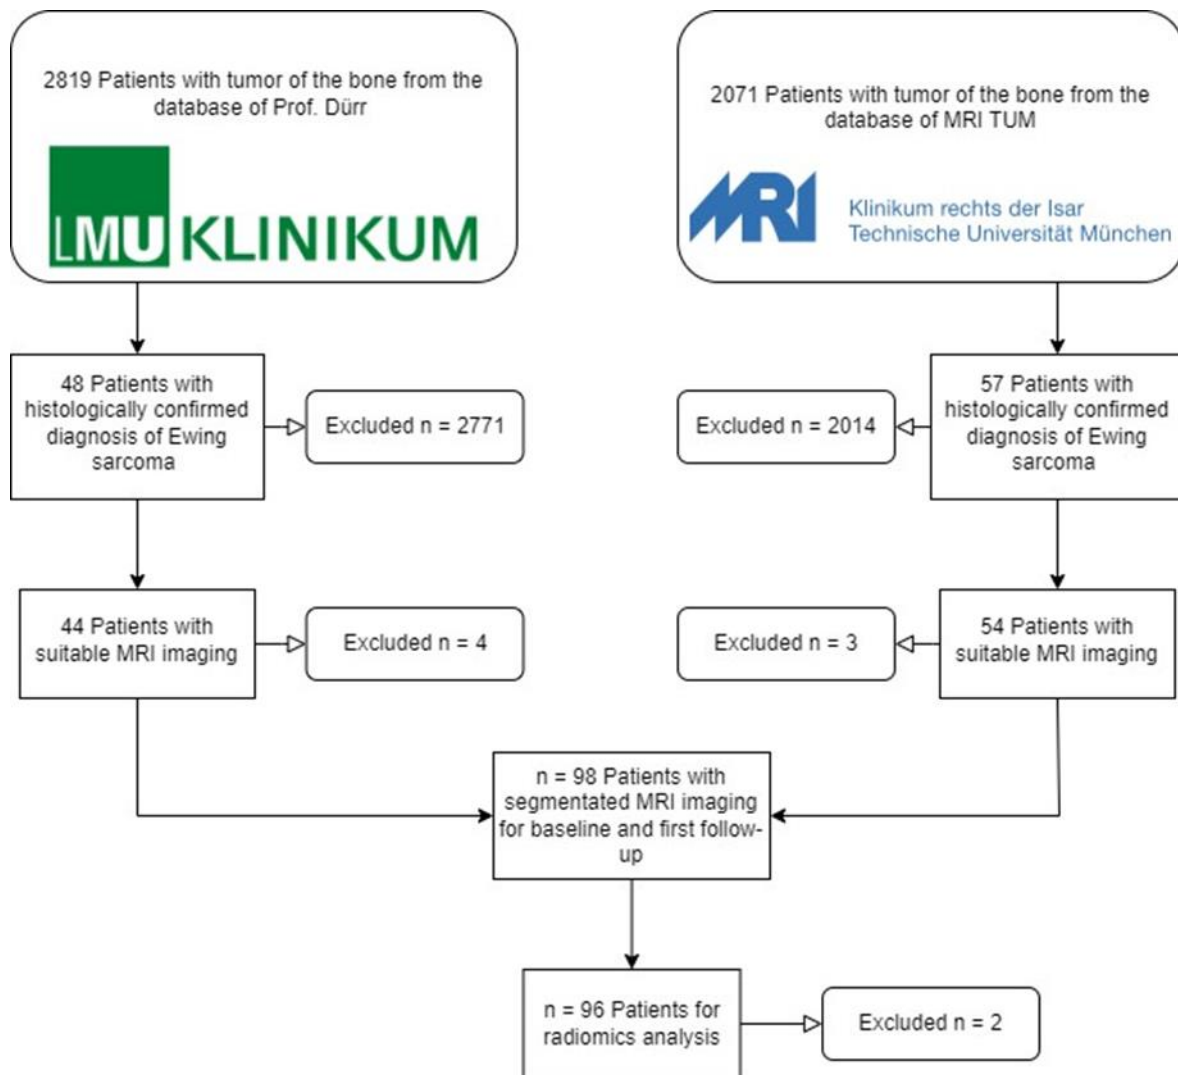 2819 Patients with tumor of the bone from the
database of Prof. Dürr
LMU KLINIKUM
2071 Patients with tumor of the bone from the
database of MRI TUM
MRI
Klinikum rechts der Isar
Technische Universität München
48 Patients with
histologically confirmed
diagnosis of Ewing
sarcoma
Excluded n = 2771
Excluded n = 2014
57 Patients with
histologically confirmed
diagnosis of Ewing
sarcoma
44 Patients with
suitable MRI imaging
Excluded n = 4
Excluded n = 3
54 Patients with
suitable MRI imaging
n = 98 Patients with
segmentated MRI imaging
for baseline and first follow-
up
n = 96 Patients for
radiomics analysis
Excluded n = 2